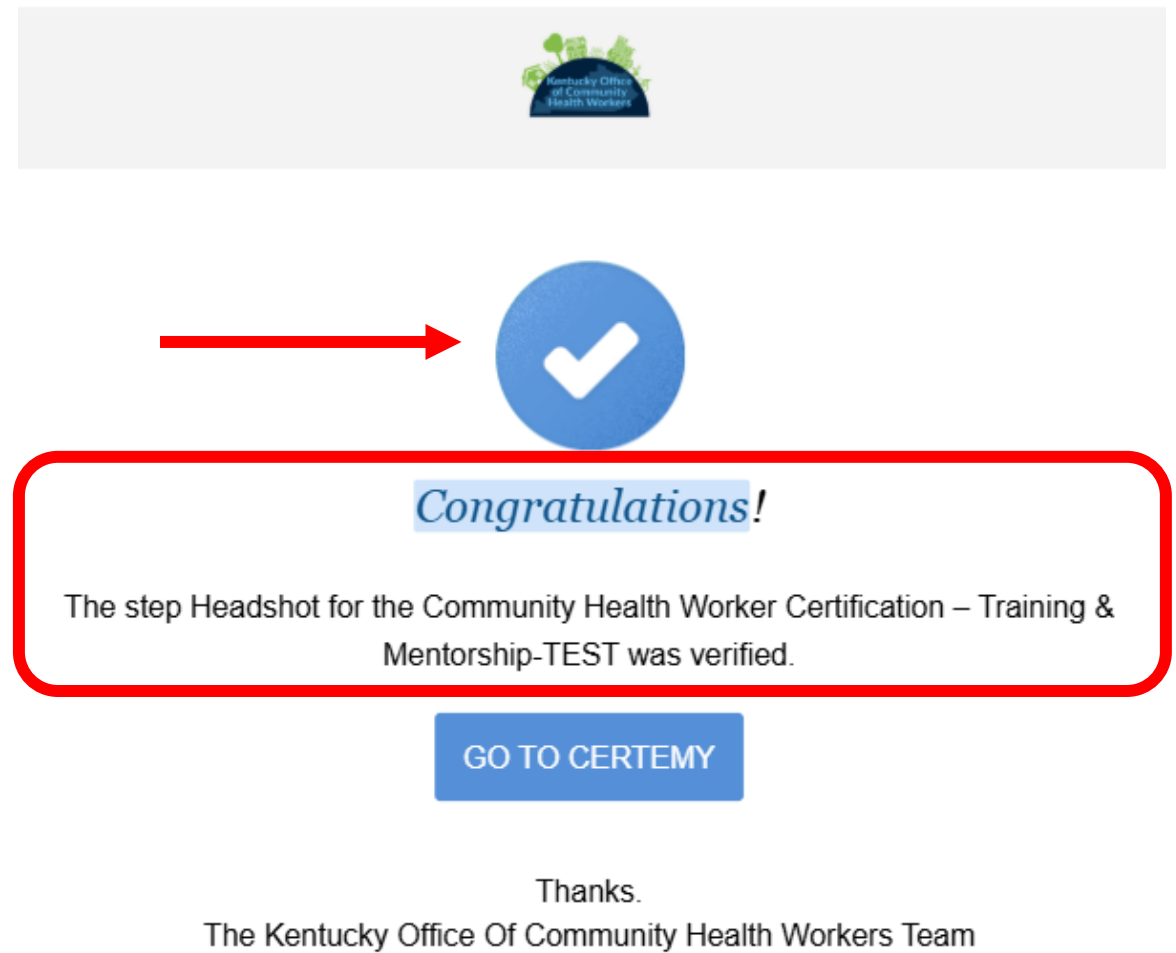 Kentucky Office
of Community
Health Workers
Congratulations!
The step Headshot for the Community Health Worker Certification – Training &
Mentorship-TEST was verified.
GO TO CERTEMY
Thanks.
The Kentucky Office Of Community Health Workers Team